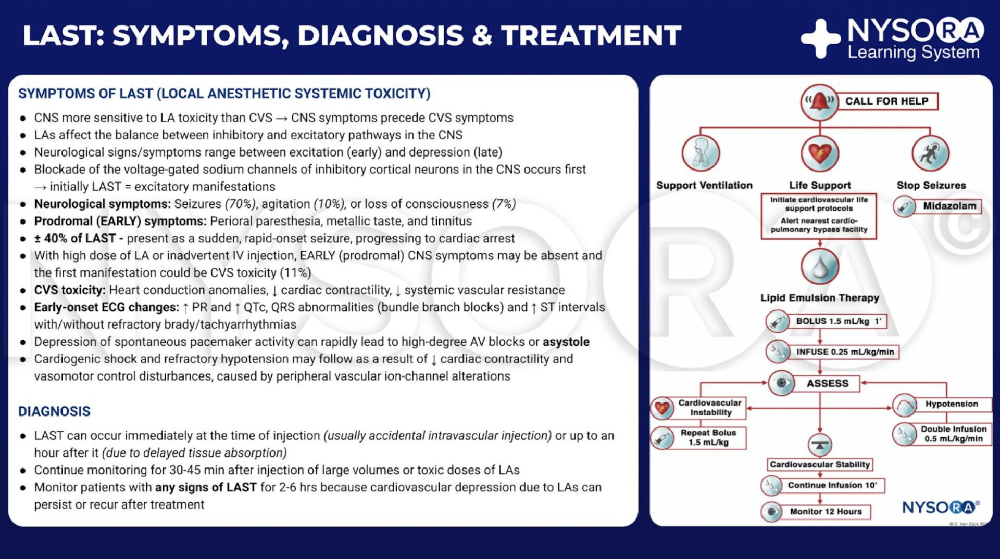 LAST: SYMPTOMS, DIAGNOSIS & TREATMENT
NYSORA
Learning System
SYMPTOMS OF LAST (LOCAL ANESTHETIC SYSTEMIC TOXICITY)
● CNS more sensitive to LA toxicity than CVS → CNS symptoms precede CVS symptoms
● LAs affect the balance between inhibitory and excitatory pathways in the CNS
● Neurological signs/symptoms range between excitation (early) and depression (late)
● Blockade of the voltage-gated sodium channels of inhibitory cortical neurons in the CNS occurs first
→ initially LAST = excitatory manifestations
● Neurological symptoms: Seizures (70%), agitation (10%), or loss of consciousness (7%)
● Prodromal (EARLY) symptoms: Perioral paresthesia, metallic taste, and tinnitus
● ± 40% of LAST - present as a sudden, rapid-onset seizure, progressing to cardiac arrest
● With high dose of LA or inadvertent IV injection, EARLY (prodromal) CNS symptoms may be absent and
the first manifestation could be CVS toxicity (11%)
● CVS toxicity: Heart conduction anomalies, ↓ cardiac contractility, ↓ systemic vascular resistance
● Early-onset ECG changes: ↑ PR and ↑ QTc, QRS abnormalities (bundle branch blocks) and ↑ ST intervals
with/without refractory brady/tachyarrhythmias
● Depression of spontaneous pacemaker activity can rapidly lead to high-degree AV blocks or asystole
● Cardiogenic shock and refractory hypotension may follow as a result of ↓ cardiac contractility and
vasomotor control disturbances, caused by peripheral vascular ion-channel alterations
DIAGNOSIS
● LAST can occur immediately at the time of injection (usually accidental intravascular injection) or up to an
hour after it (due to delayed tissue absorption)
● Continue monitoring for 30-45 min after injection of large volumes or toxic doses of LAs
● Monitor patients with any signs of LAST for 2-6 hrs because cardiovascular depression due to LAs can
persist or recur after treatment
CALL FOR HELP
Support Ventilation
Life Support
Initiate cardiovascular life
support protocols
Alert nearest cardio-
pulmonary bypass facility
Stop Seizures
Midazolam
Lipid Emulsion Therapy
BOLUS 1.5 mL/kg 1'
INFUSE 0.25 mL/kg/min
ASSESS
Cardiovascular
Instability
Repeat Bolus
1.5 mL/kg
Hypotension
Double Infusion
0.5 mL/kg/min
Cardiovascular Stability
Continue Infusion 10'
Monitor 12 Hours
NYSORA©
© C. Van Dijck
NYSORA©